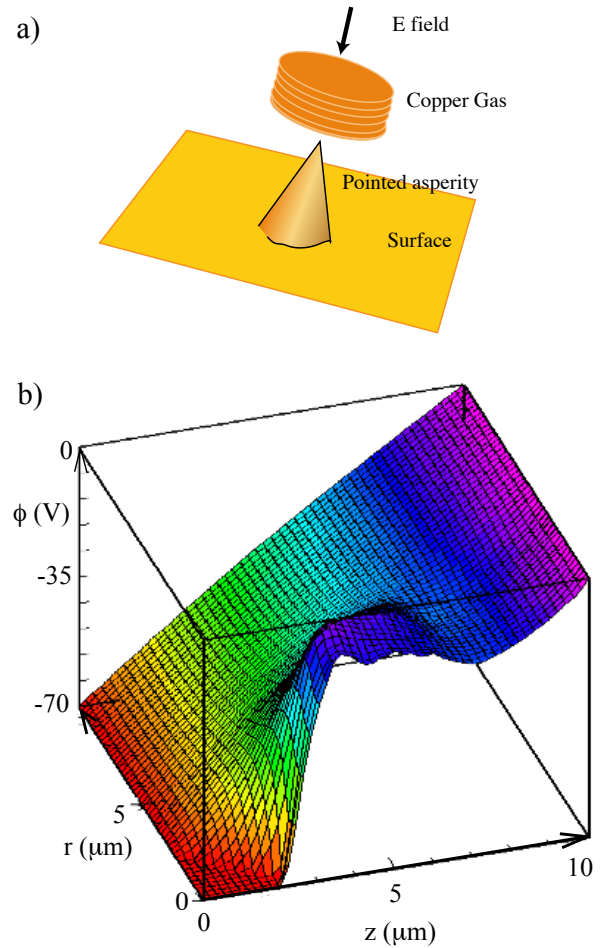 a)
E field
Copper Gas
Pointed asperity
Surface
b)
0
ϕ (V)
-35
-70
5
r (μm)
0
0
5
10
z (μm)